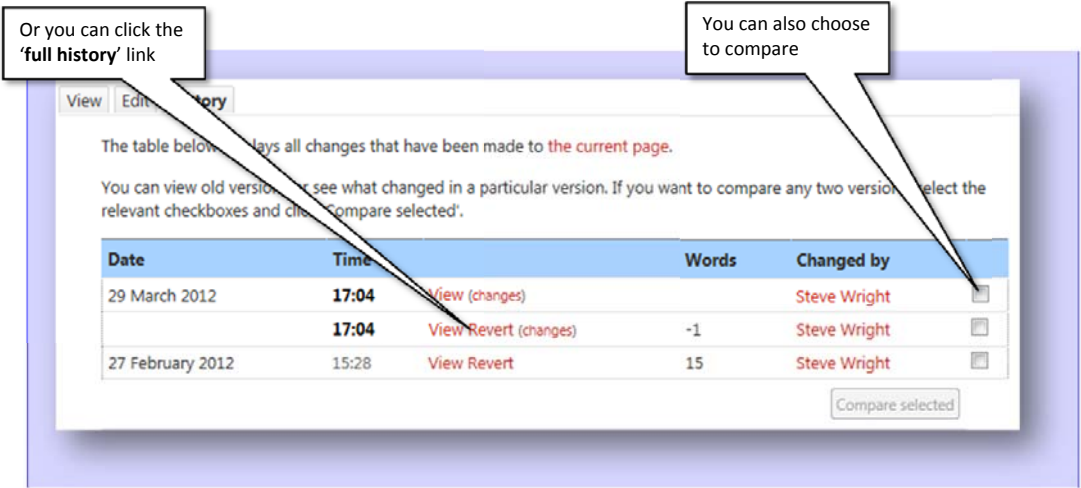 Or you can click the
‘full history’ link
You can also choose
to compare
View Edit tory
The table below lays all changes that have been made to the current page.
You can view old version r see what changed in a particular version. If you want to compare any two version elect the
relevant checkboxes and cli 'Compare selected'.
Date Time Words Changed by
29 March 2012 17:04 View (changes) Steve Wright
17:04 View Revert (changes) -1 Steve Wright
27 February 2012 15:28 View Revert 15 Steve Wright
Compare selected